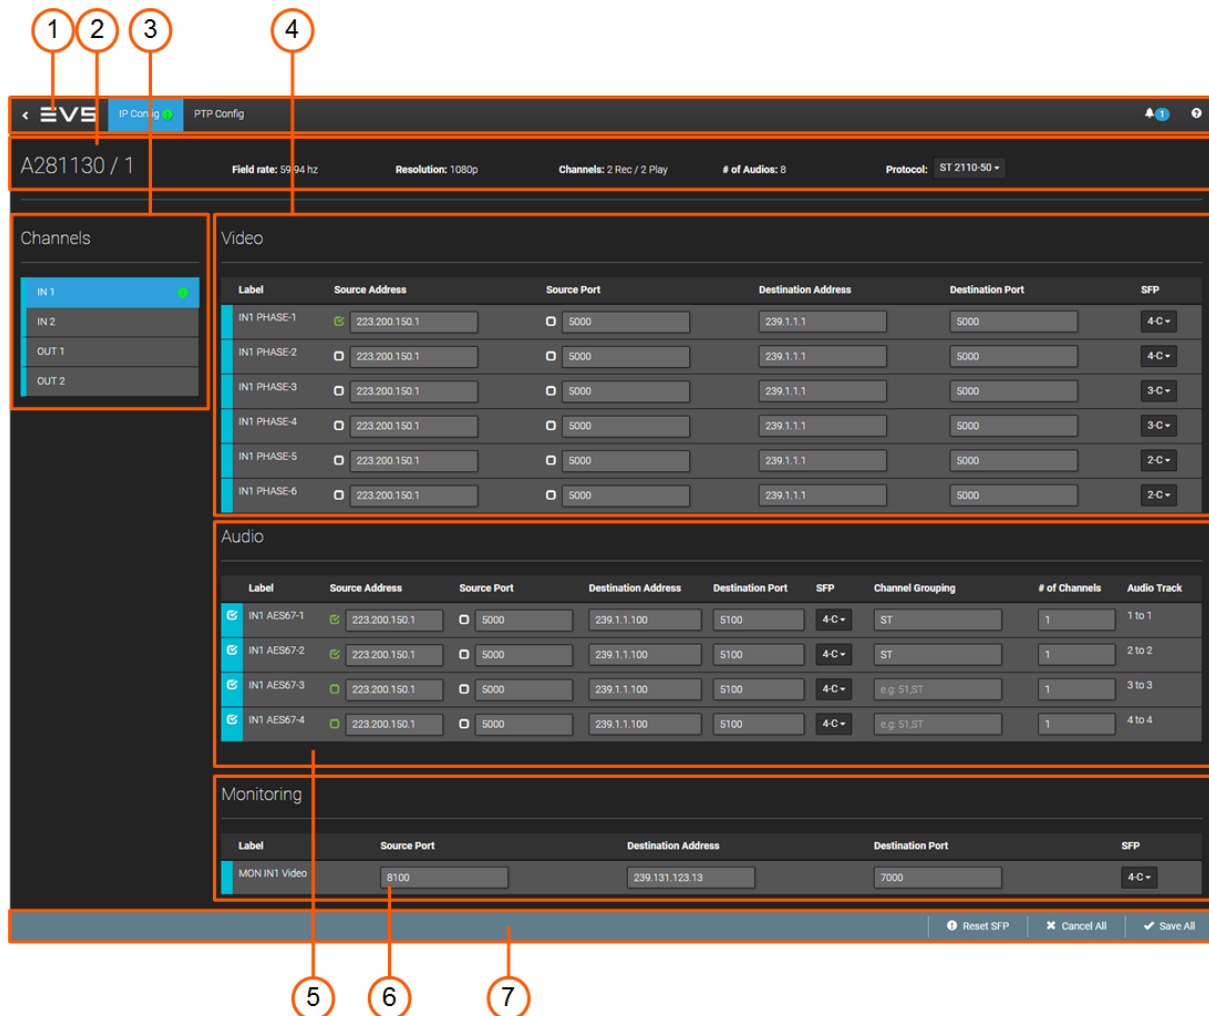 1 2 3 4
EVS IP Config PTP Config 1
A281130 / 1 Field rate: 59.94 hz Resolution: 1080p Channels: 2 Rec / 2 Play # of Audios: 8 Protocol: ST 2110-50
Channels
IN 1
IN 2
OUT 1
OUT 2
Video
Label Source Address Source Port Destination Address Destination Port SFP
IN1 PHASE-1 223.200.150.1 5000 239.1.1.1 5000 4-C
IN1 PHASE-2 223.200.150.1 5000 239.1.1.1 5000 4-C
IN1 PHASE-3 223.200.150.1 5000 239.1.1.1 5000 3-C
IN1 PHASE-4 223.200.150.1 5000 239.1.1.1 5000 3-C
IN1 PHASE-5 223.200.150.1 5000 239.1.1.1 5000 2-C
IN1 PHASE-6 223.200.150.1 5000 239.1.1.1 5000 2-C
Audio
Label Source Address Source Port Destination Address Destination Port SFP Channel Grouping # of Channels Audio Track
IN1 AES67-1 223.200.150.1 5000 239.1.1.100 5100 4-C ST 1 1 to 1
IN1 AES67-2 223.200.150.1 5000 239.1.1.100 5100 4-C ST 1 2 to 2
IN1 AES67-3 223.200.150.1 5000 239.1.1.100 5100 4-C e.g: 51,ST 1 3 to 3
IN1 AES67-4 223.200.150.1 5000 239.1.1.100 5100 4-C e.g: 51,ST 1 4 to 4
Monitoring
Label Source Port Destination Address Destination Port SFP
MON IN1 Video 8100 239.131.123.13 7000 4-C
Reset SFP Cancel All Save All
5 6 7